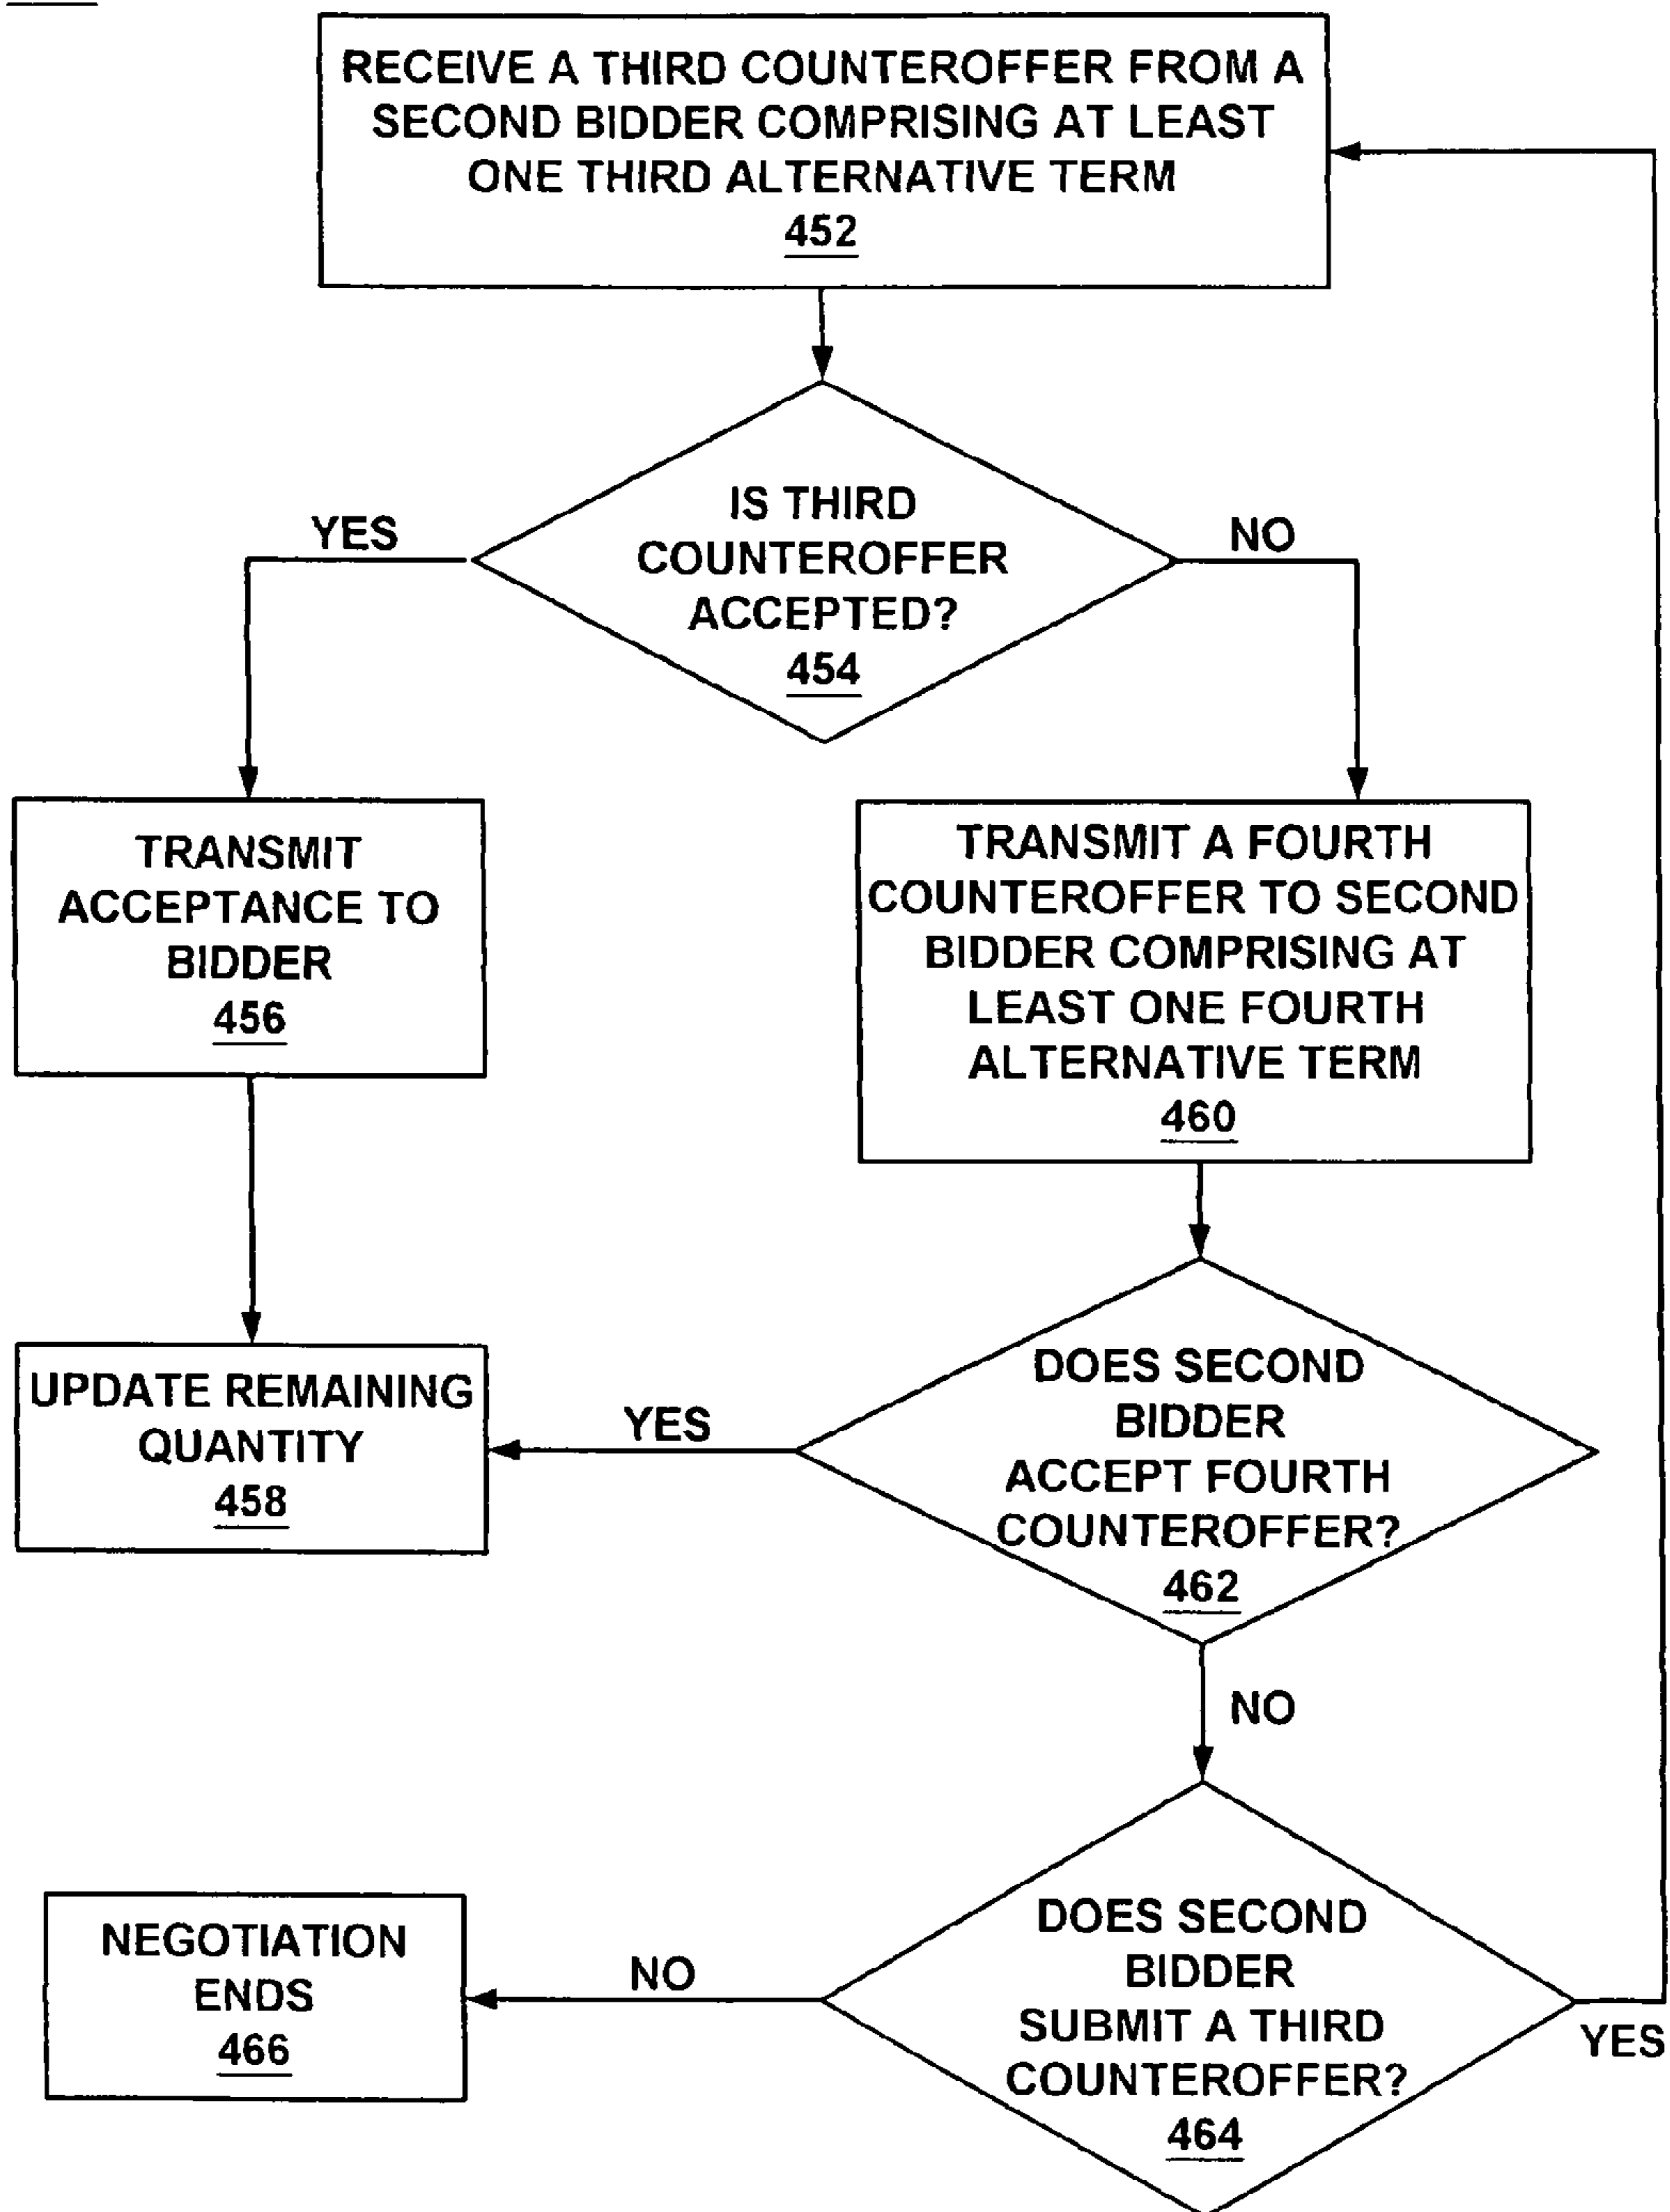 RECEIVE A THIRD COUNTEROFFER FROM A
SECOND BIDDER COMPRISING AT LEAST
ONE THIRD ALTERNATIVE TERM
452
IS THIRD
COUNTEROFFER
ACCEPTED?
454
YES
NO
TRANSMIT
ACCEPTANCE TO
BIDDER
456
TRANSMIT A FOURTH
COUNTEROFFER TO SECOND
BIDDER COMPRISING AT
LEAST ONE FOURTH
ALTERNATIVE TERM
460
UPDATE REMAINING
QUANTITY
458
YES
DOES SECOND
BIDDER
ACCEPT FOURTH
COUNTEROFFER?
462
NO
NEGOTIATION
ENDS
466
NO
DOES SECOND
BIDDER
SUBMIT A THIRD
COUNTEROFFER?
464
YES